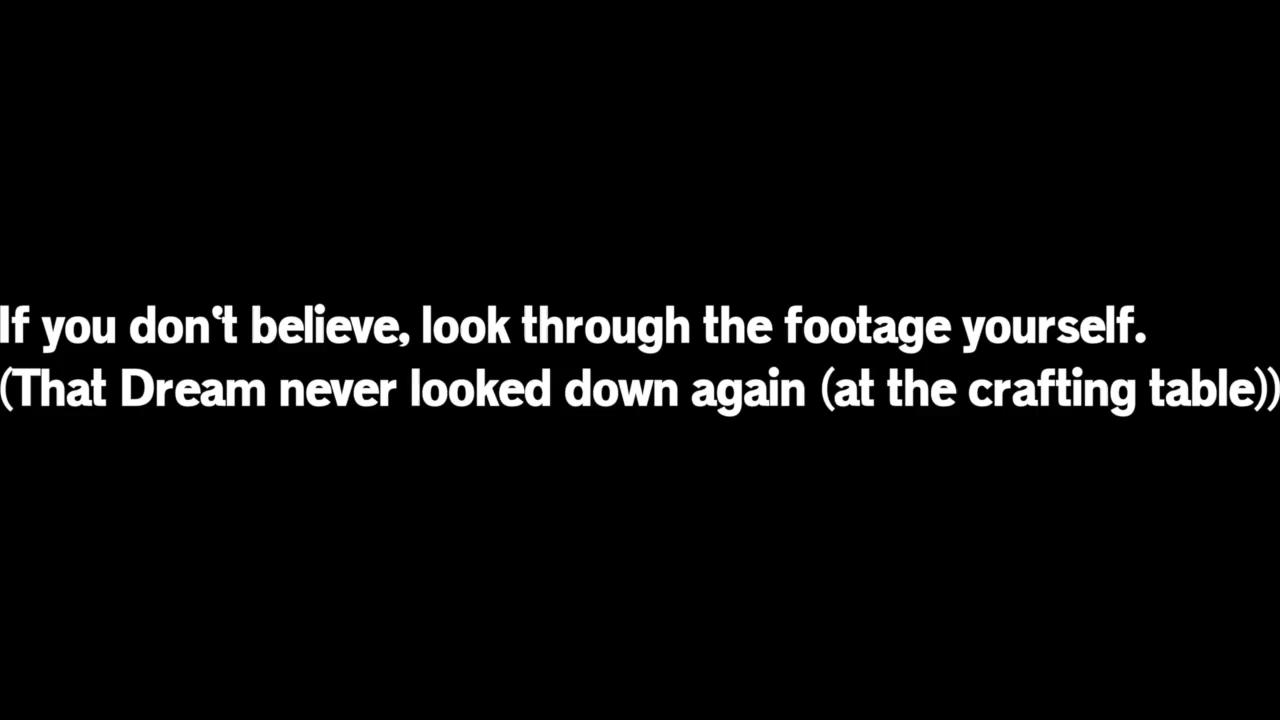 If you don't believe, look through the footage yourself.
(That Dream never looked down again (at the crafting table))